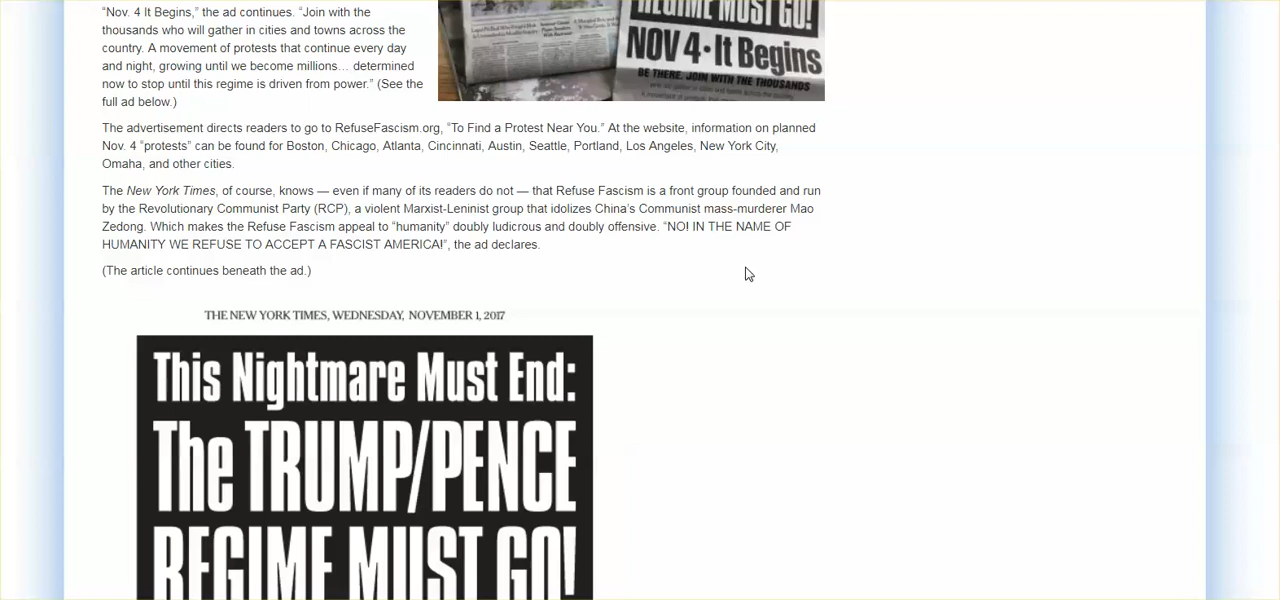 “Nov. 4 It Begins,” the ad continues. “Join with the
thousands who will gather in cities and towns across the
country. A movement of protests that continue every day
and night, growing until we become millions… determined
now to stop until this regime is driven from power.” (See the
full ad below.)
REGIME MUST GO!
NOV 4 • It Begins
BE THERE. JOIN WITH THE THOUSANDS
The advertisement directs readers to go to RefuseFascism.org, “To Find a Protest Near You.” At the website, information on planned
Nov. 4 “protests” can be found for Boston, Chicago, Atlanta, Cincinnati, Austin, Seattle, Portland, Los Angeles, New York City,
Omaha, and other cities.
The New York Times, of course, knows — even if many of its readers do not — that Refuse Fascism is a front group founded and run
by the Revolutionary Communist Party (RCP), a violent Marxist-Leninist group that idolizes China’s Communist mass-murderer Mao
Zedong. Which makes the Refuse Fascism appeal to “humanity” doubly ludicrous and doubly offensive. “NO! IN THE NAME OF
HUMANITY WE REFUSE TO ACCEPT A FASCIST AMERICA!”, the ad declares.
(The article continues beneath the ad.)
THE NEW YORK TIMES, WEDNESDAY, NOVEMBER 1, 2017
This Nightmare Must End:
The TRUMP/PENCE
REGIME MUST GO!